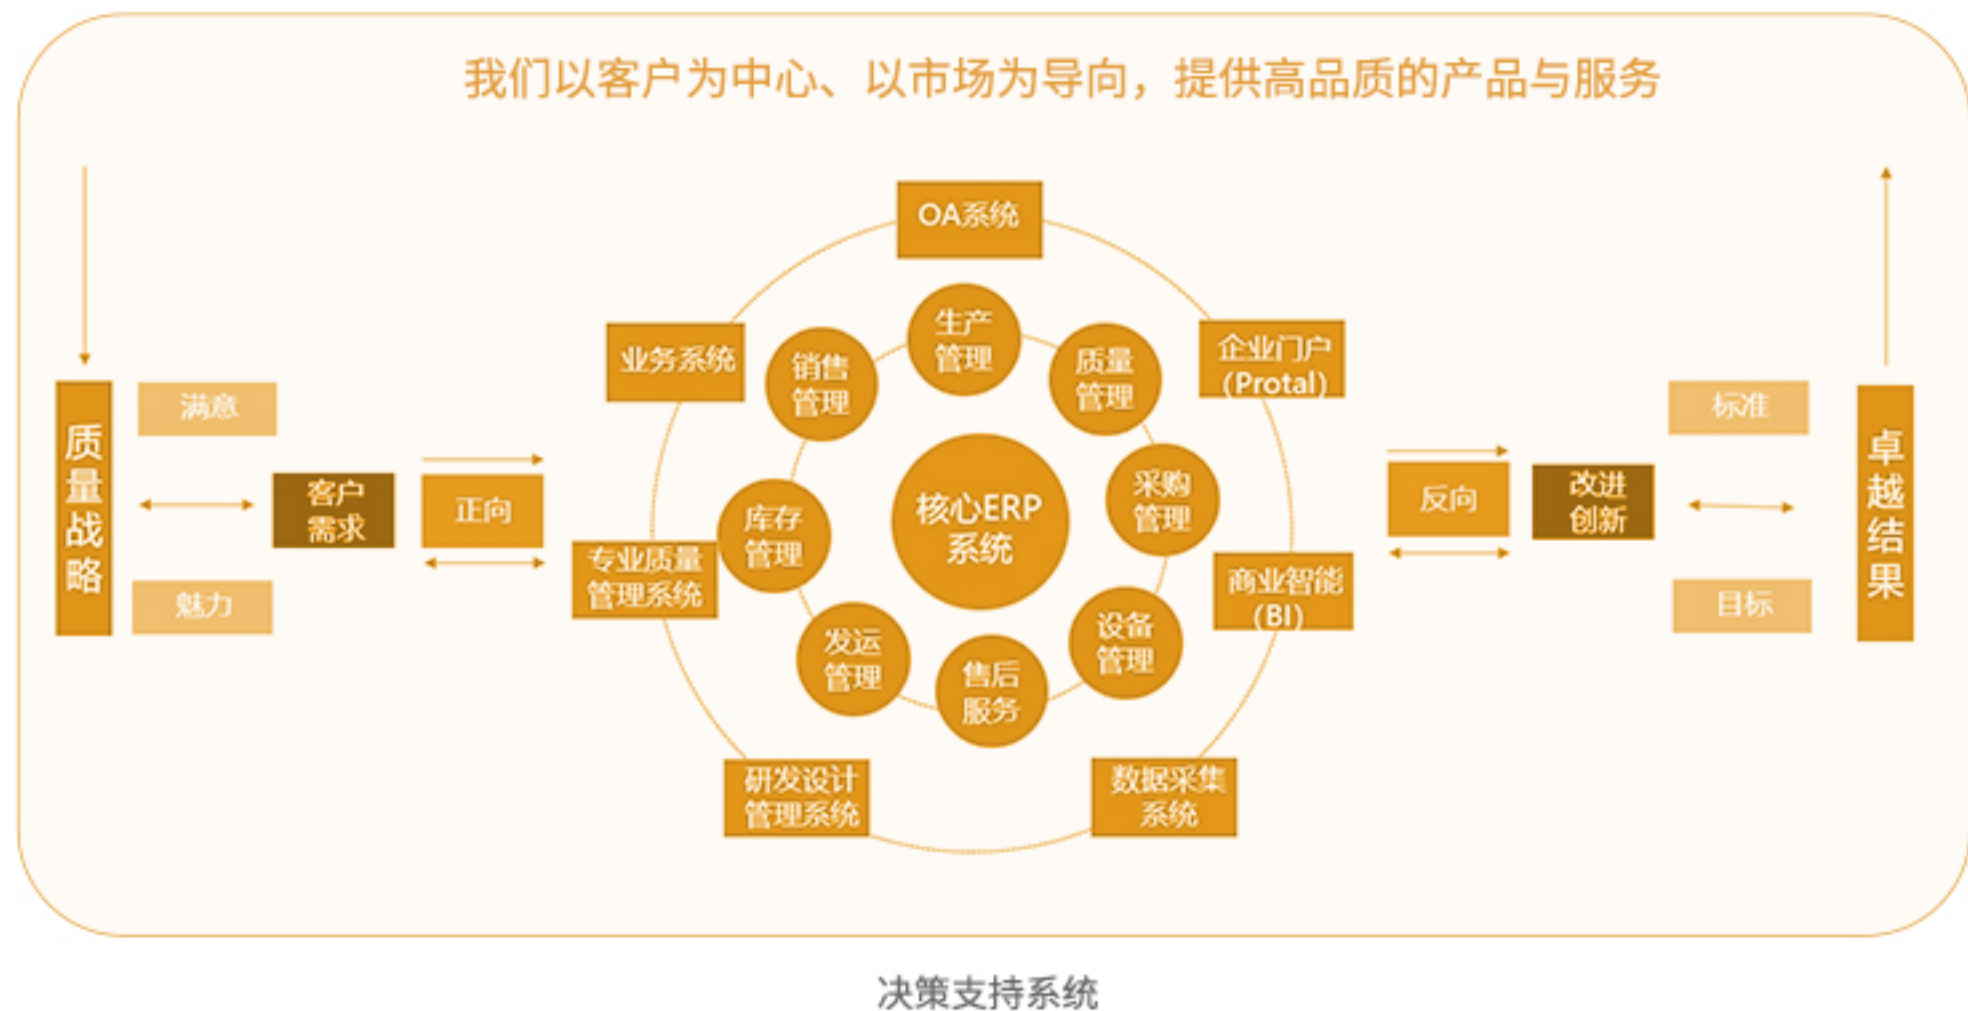 我们以客户为中心、以市场为导向，提供高品质的产品与服务
质量战略
满意
魅力
客户
需求
正向
OA系统
业务系统
企业门户
（Protal）
专业质量
管理系统
商业智能
（BI）
研发设计
管理系统
数据采集
系统
生产
管理
销售
管理
质量
管理
库存
管理
采购
管理
发运
管理
设备
管理
售后
服务
核心ERP
系统
反向
改进
创新
标准
目标
卓越结果
决策支持系统